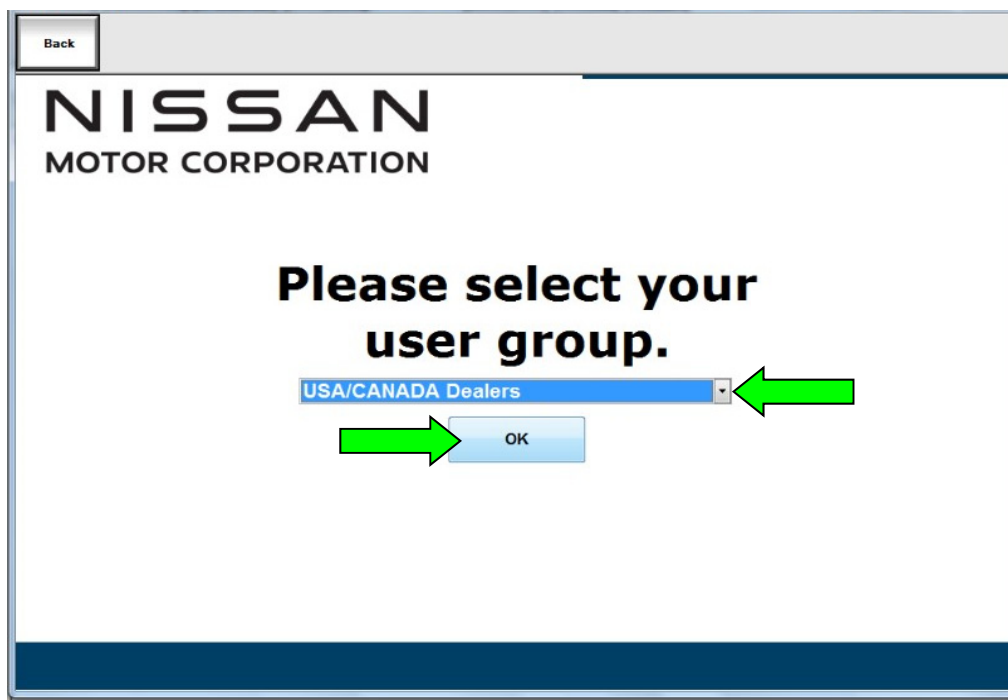 Back
NISSAN
MOTOR CORPORATION
Please select your
user group.
USA/CANADA Dealers
OK